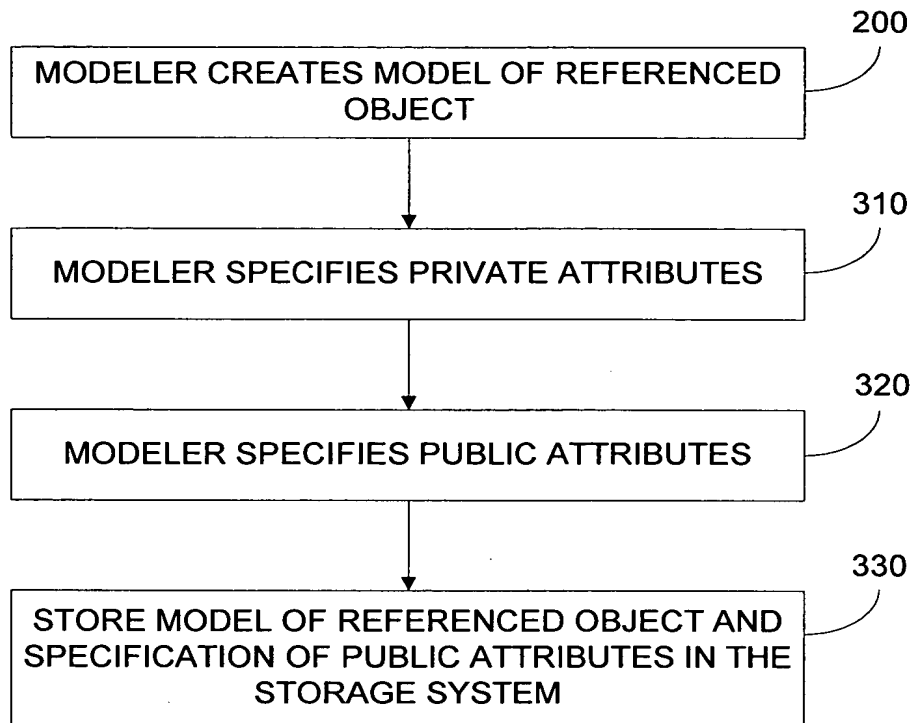 200
MODELER CREATES MODEL OF REFERENCED
OBJECT
310
MODELER SPECIFIES PRIVATE ATTRIBUTES
320
MODELER SPECIFIES PUBLIC ATTRIBUTES
330
STORE MODEL OF REFERENCED OBJECT AND
SPECIFICATION OF PUBLIC ATTRIBUTES IN THE
STORAGE SYSTEM